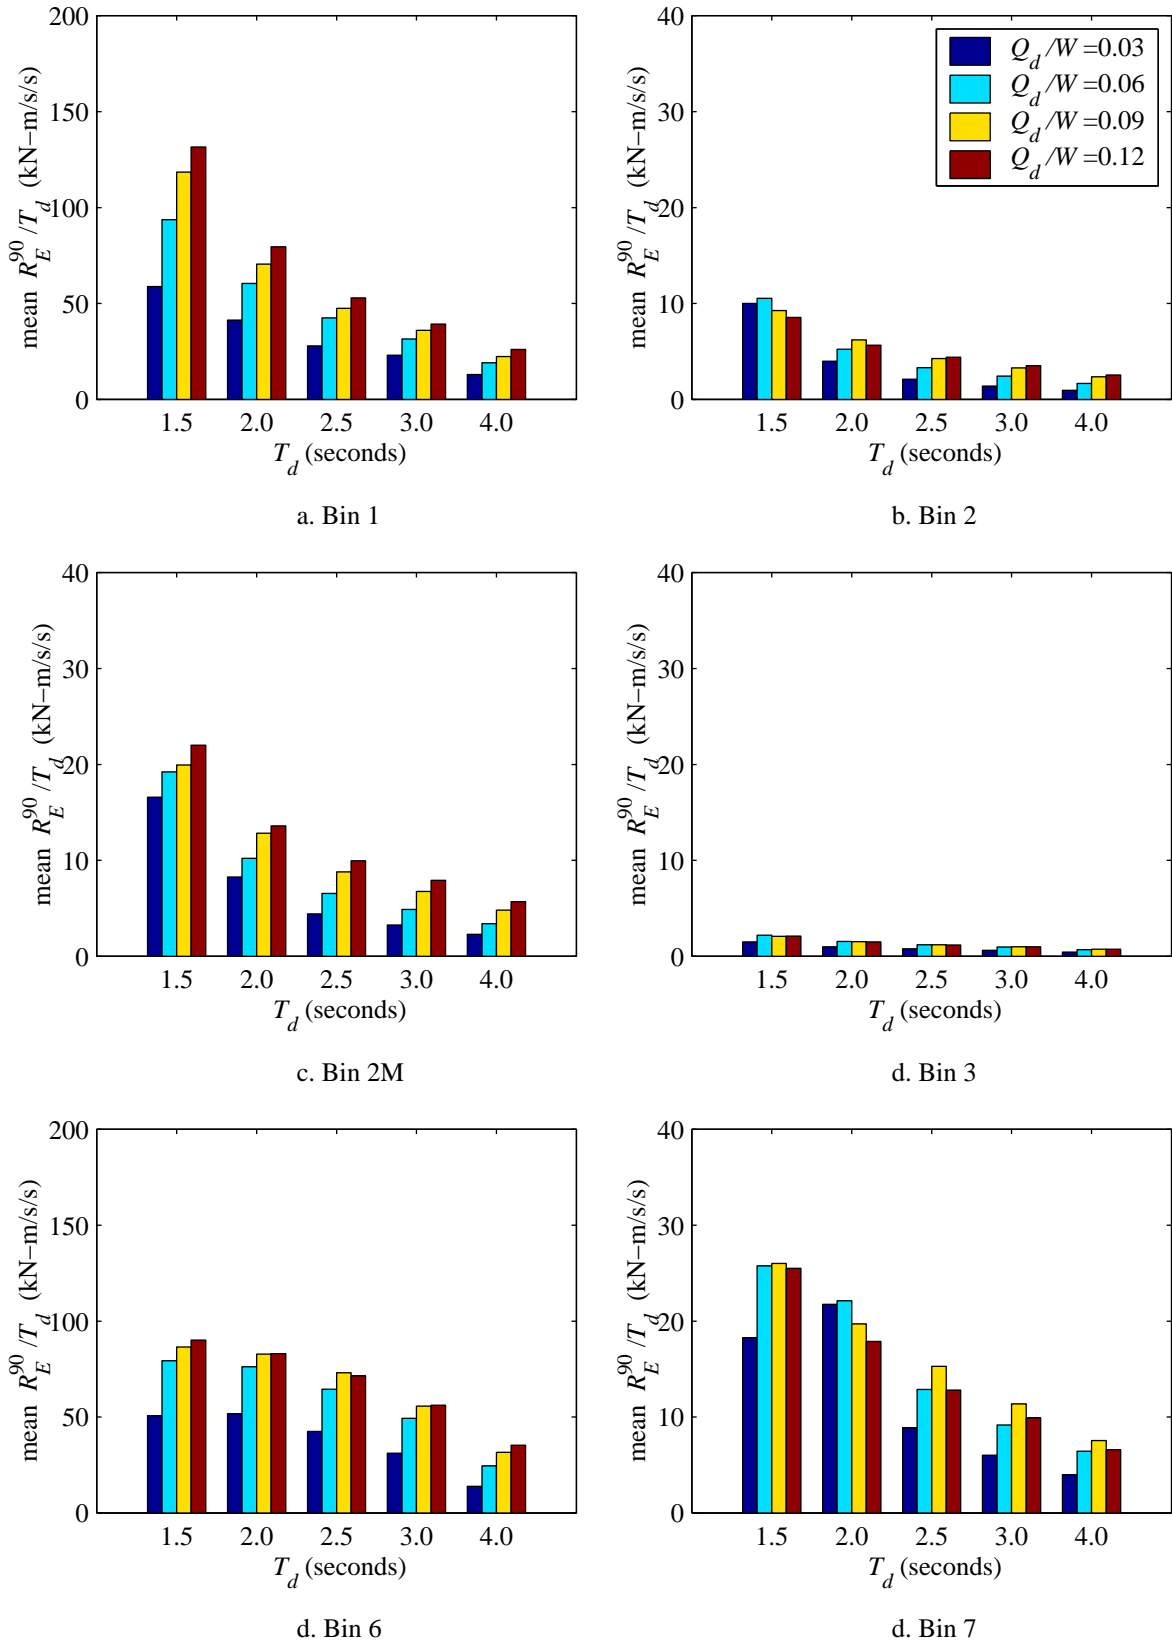 200
150
100
50
0
mean R_E^90/T_d (kN−m/s/s)
1.5 2.0 2.5 3.0 4.0
T_d (seconds)
a. Bin 1
40
30
20
10
0
mean R_E^90/T_d (kN−m/s/s)
Q_d/W=0.03
Q_d/W=0.06
Q_d/W=0.09
Q_d/W=0.12
1.5 2.0 2.5 3.0 4.0
T_d (seconds)
b. Bin 2
40
30
20
10
0
mean R_E^90/T_d (kN−m/s/s)
1.5 2.0 2.5 3.0 4.0
T_d (seconds)
c. Bin 2M
40
30
20
10
0
mean R_E^90/T_d (kN−m/s/s)
1.5 2.0 2.5 3.0 4.0
T_d (seconds)
d. Bin 3
200
150
100
50
0
mean R_E^90/T_d (kN−m/s/s)
1.5 2.0 2.5 3.0 4.0
T_d (seconds)
d. Bin 6
40
30
20
10
0
mean R_E^90/T_d (kN−m/s/s)
1.5 2.0 2.5 3.0 4.0
T_d (seconds)
d. Bin 7